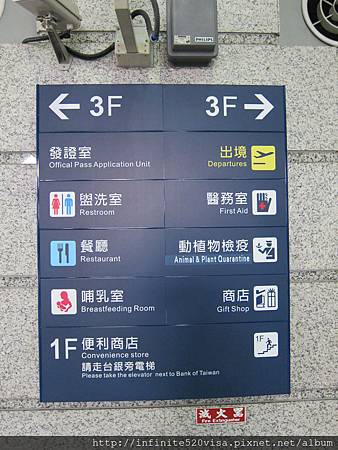 PHILIPS
← 3F
3F →
發證室
Offical Pass Application Unit
出境
Departures
盥洗室
Restroom
醫務室
First Aid
餐廳
Restaurant
動植物檢疫
Animal & Plant Quarantine
哺乳室
Breastfeeding Room
商店
Gift Shop
1F 便利商店
Convenience store
請走台銀旁電梯
Please take the elevator next to Bank of Taiwan
1F
滅火器
Fire Extinguisher
http://infinite520visa.pixnet.net/album